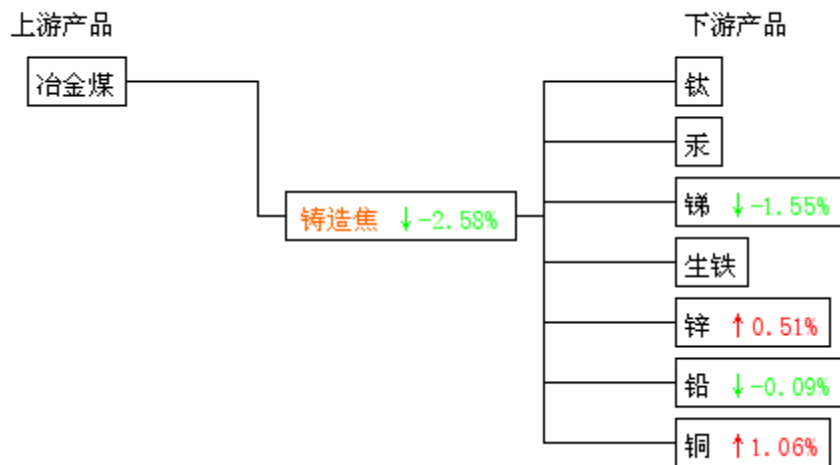 上游产品
下游产品
冶金煤
铸造焦 ↓-2.58%
钛
汞
锑 ↓-1.55%
生铁
锌 ↑0.51%
铅 ↓-0.09%
铜 ↑1.06%